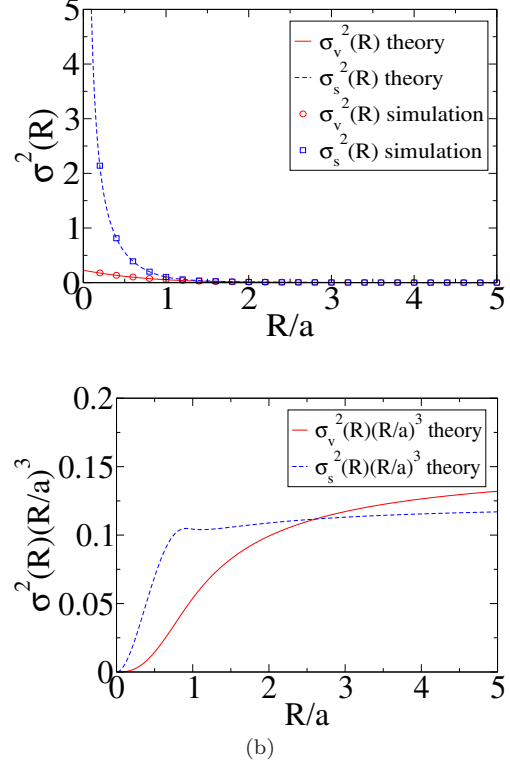 5
4
3
2
1
0
σ²(R)
σᵥ²(R) theory
σₛ²(R) theory
σᵥ²(R) simulation
σₛ²(R) simulation
0 1 2 3 4 5
R/a
0.2
0.15
0.1
0.05
0
σ²(R)(R/a)³
σᵥ²(R)(R/a)³ theory
σₛ²(R)(R/a)³ theory
0 1 2 3 4 5
R/a
(b)